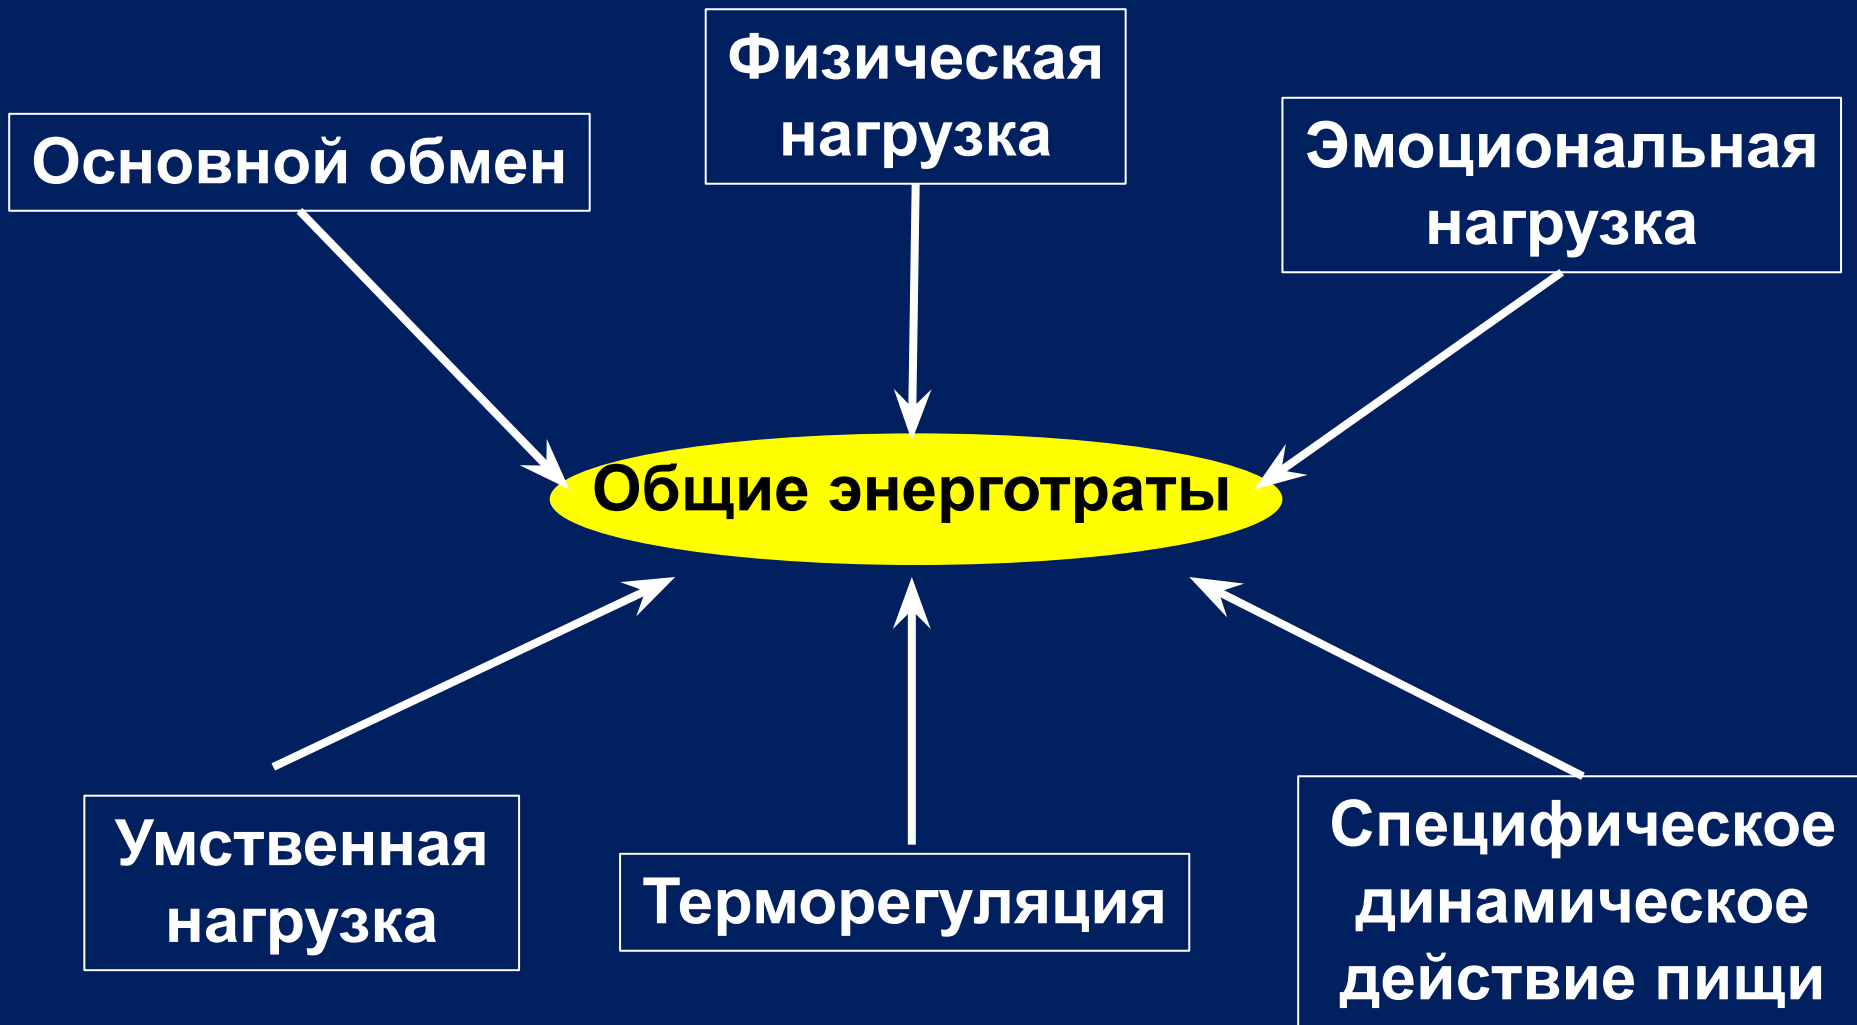 Физическая
нагрузка
Основной обмен
Эмоциональная
нагрузка
Общие энерготраты
Умственная
нагрузка
Терморегуляция
Специфическое
динамическое
действие пищи